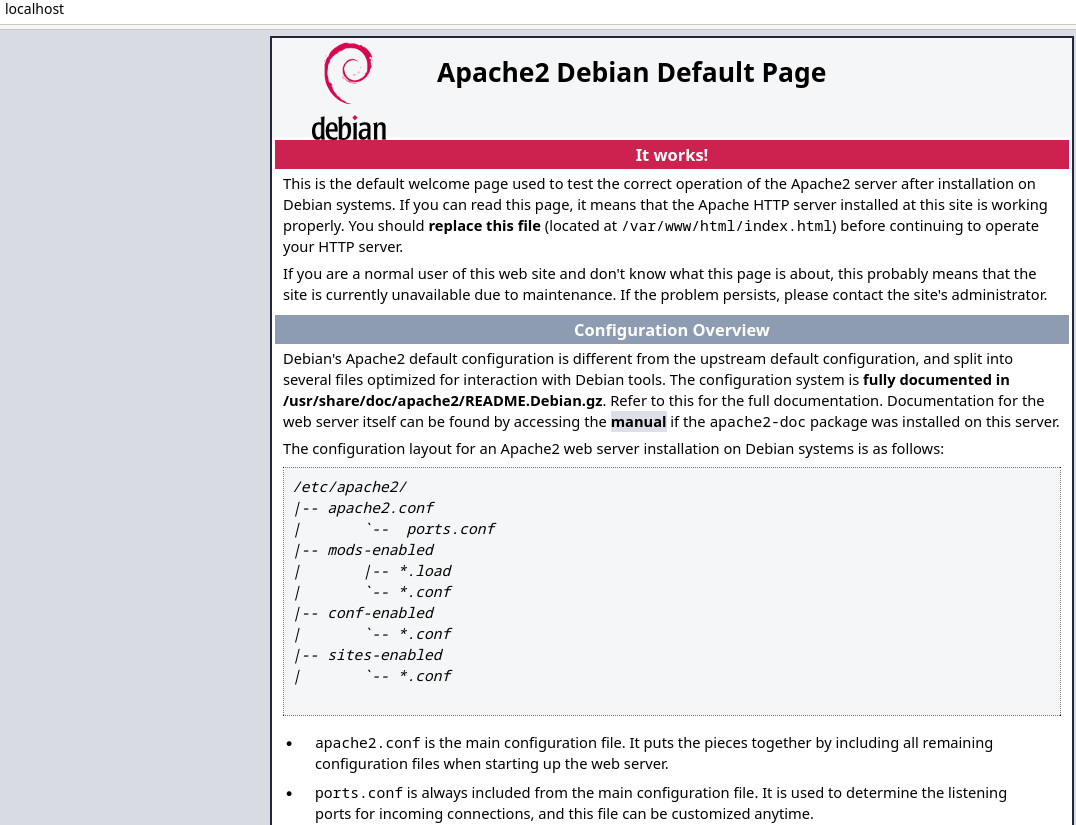 localhost
debian
Apache2 Debian Default Page
It works!
This is the default welcome page used to test the correct operation of the Apache2 server after installation on
Debian systems. If you can read this page, it means that the Apache HTTP server installed at this site is working
properly. You should replace this file (located at /var/www/html/index.html) before continuing to operate
your HTTP server.
If you are a normal user of this web site and don't know what this page is about, this probably means that the
site is currently unavailable due to maintenance. If the problem persists, please contact the site's administrator.
Configuration Overview
Debian's Apache2 default configuration is different from the upstream default configuration, and split into
several files optimized for interaction with Debian tools. The configuration system is fully documented in
/usr/share/doc/apache2/README.Debian.gz. Refer to this for the full documentation. Documentation for the
web server itself can be found by accessing the manual if the apache2-doc package was installed on this server.
The configuration layout for an Apache2 web server installation on Debian systems is as follows:
/etc/apache2/
|-- apache2.conf
|       `--  ports.conf
|-- mods-enabled
|       |-- *.load
|       `-- *.conf
|-- conf-enabled
|       `-- *.conf
|-- sites-enabled
|       `-- *.conf
• apache2.conf is the main configuration file. It puts the pieces together by including all remaining
configuration files when starting up the web server.
• ports.conf is always included from the main configuration file. It is used to determine the listening
ports for incoming connections, and this file can be customized anytime.